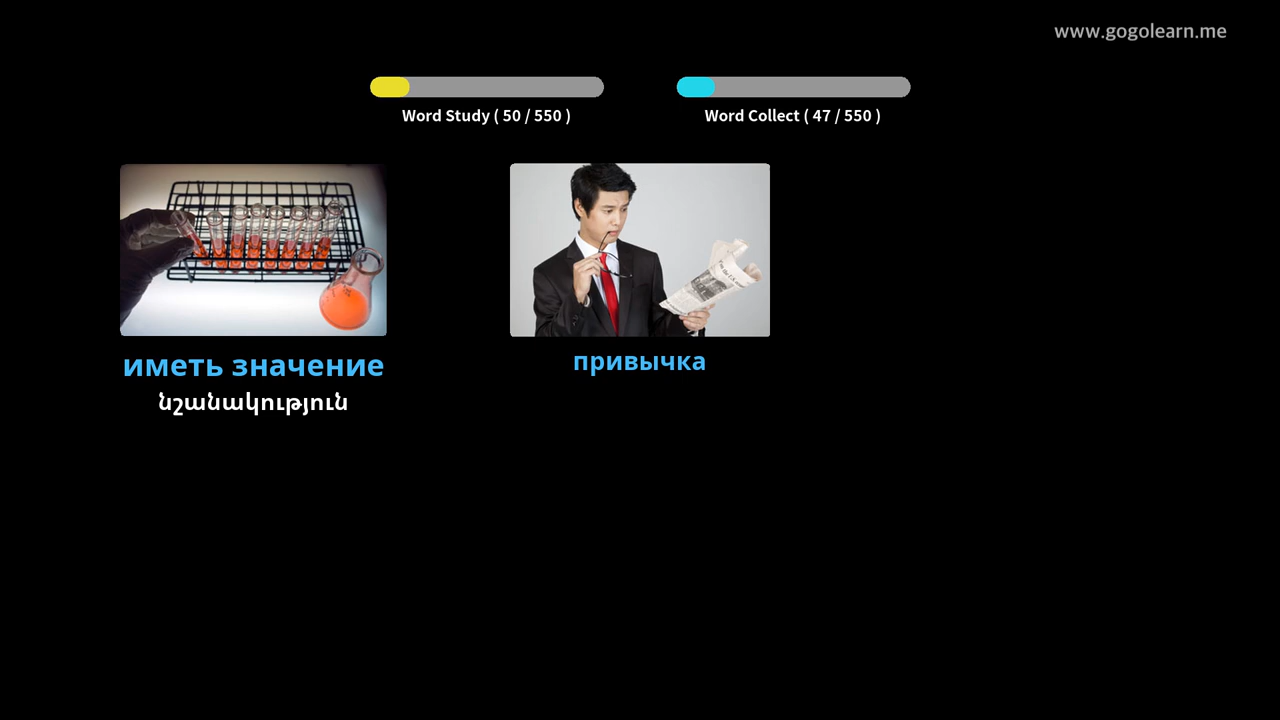 www.gogolearn.me
Word Study ( 50 / 550 )
Word Collect ( 47 / 550 )
иметь значение
նշանակություն
привычка